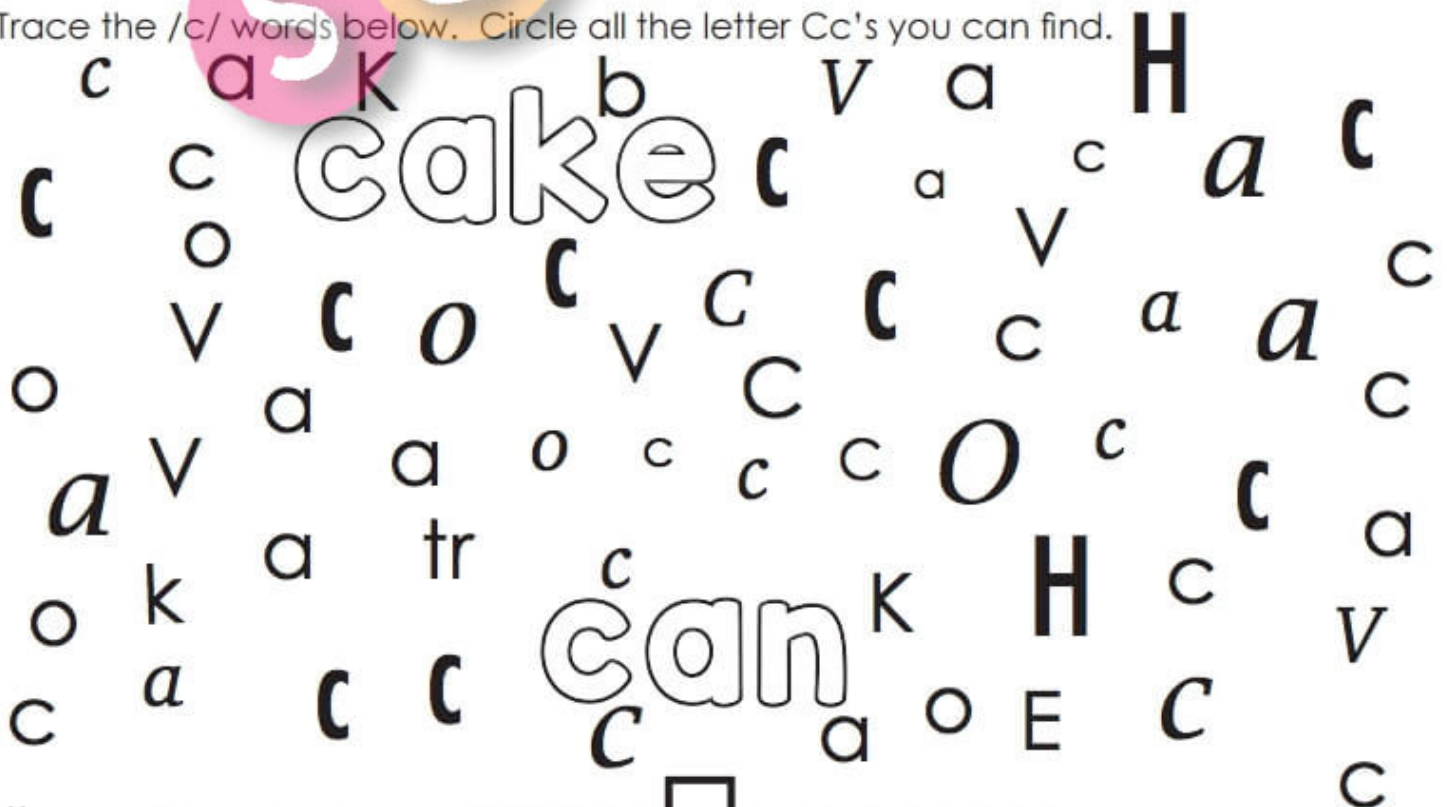 Trace the /c/ words below. Circle all the letter Cc's you can find.
S
c a K b V a H
c c cake c a c a c
o c V c
V c o V C c c a a
o a C c
a V a o c c c O c c
a tr c a
o k can K H c V
c a c c c a o E c
c